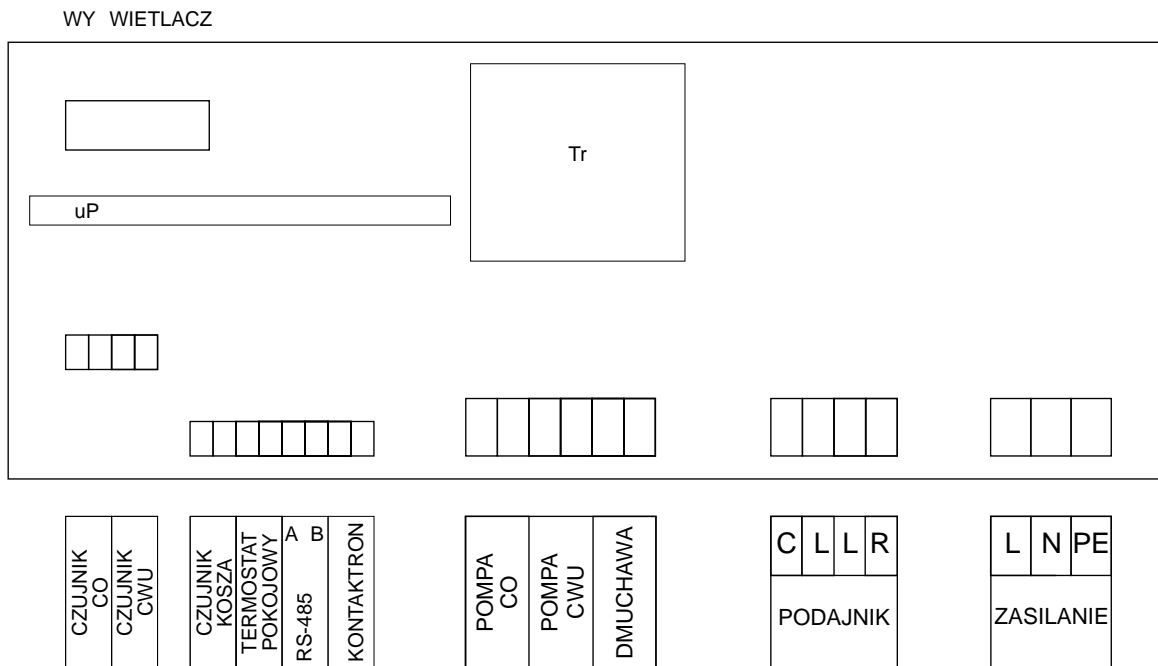 WY WIETLACZ
Tr
uP
CZUJNIK
CO
CZUJNIK
CWU
CZUJNIK
KOSZA
TERMOSTAT
POKOJOWY
A B
RS-485
KONTAKTRON
POMPA
CO
POMPA
CWU
DMUCHAWA
C L L R
PODAJNIK
L N PE
ZASILANIE